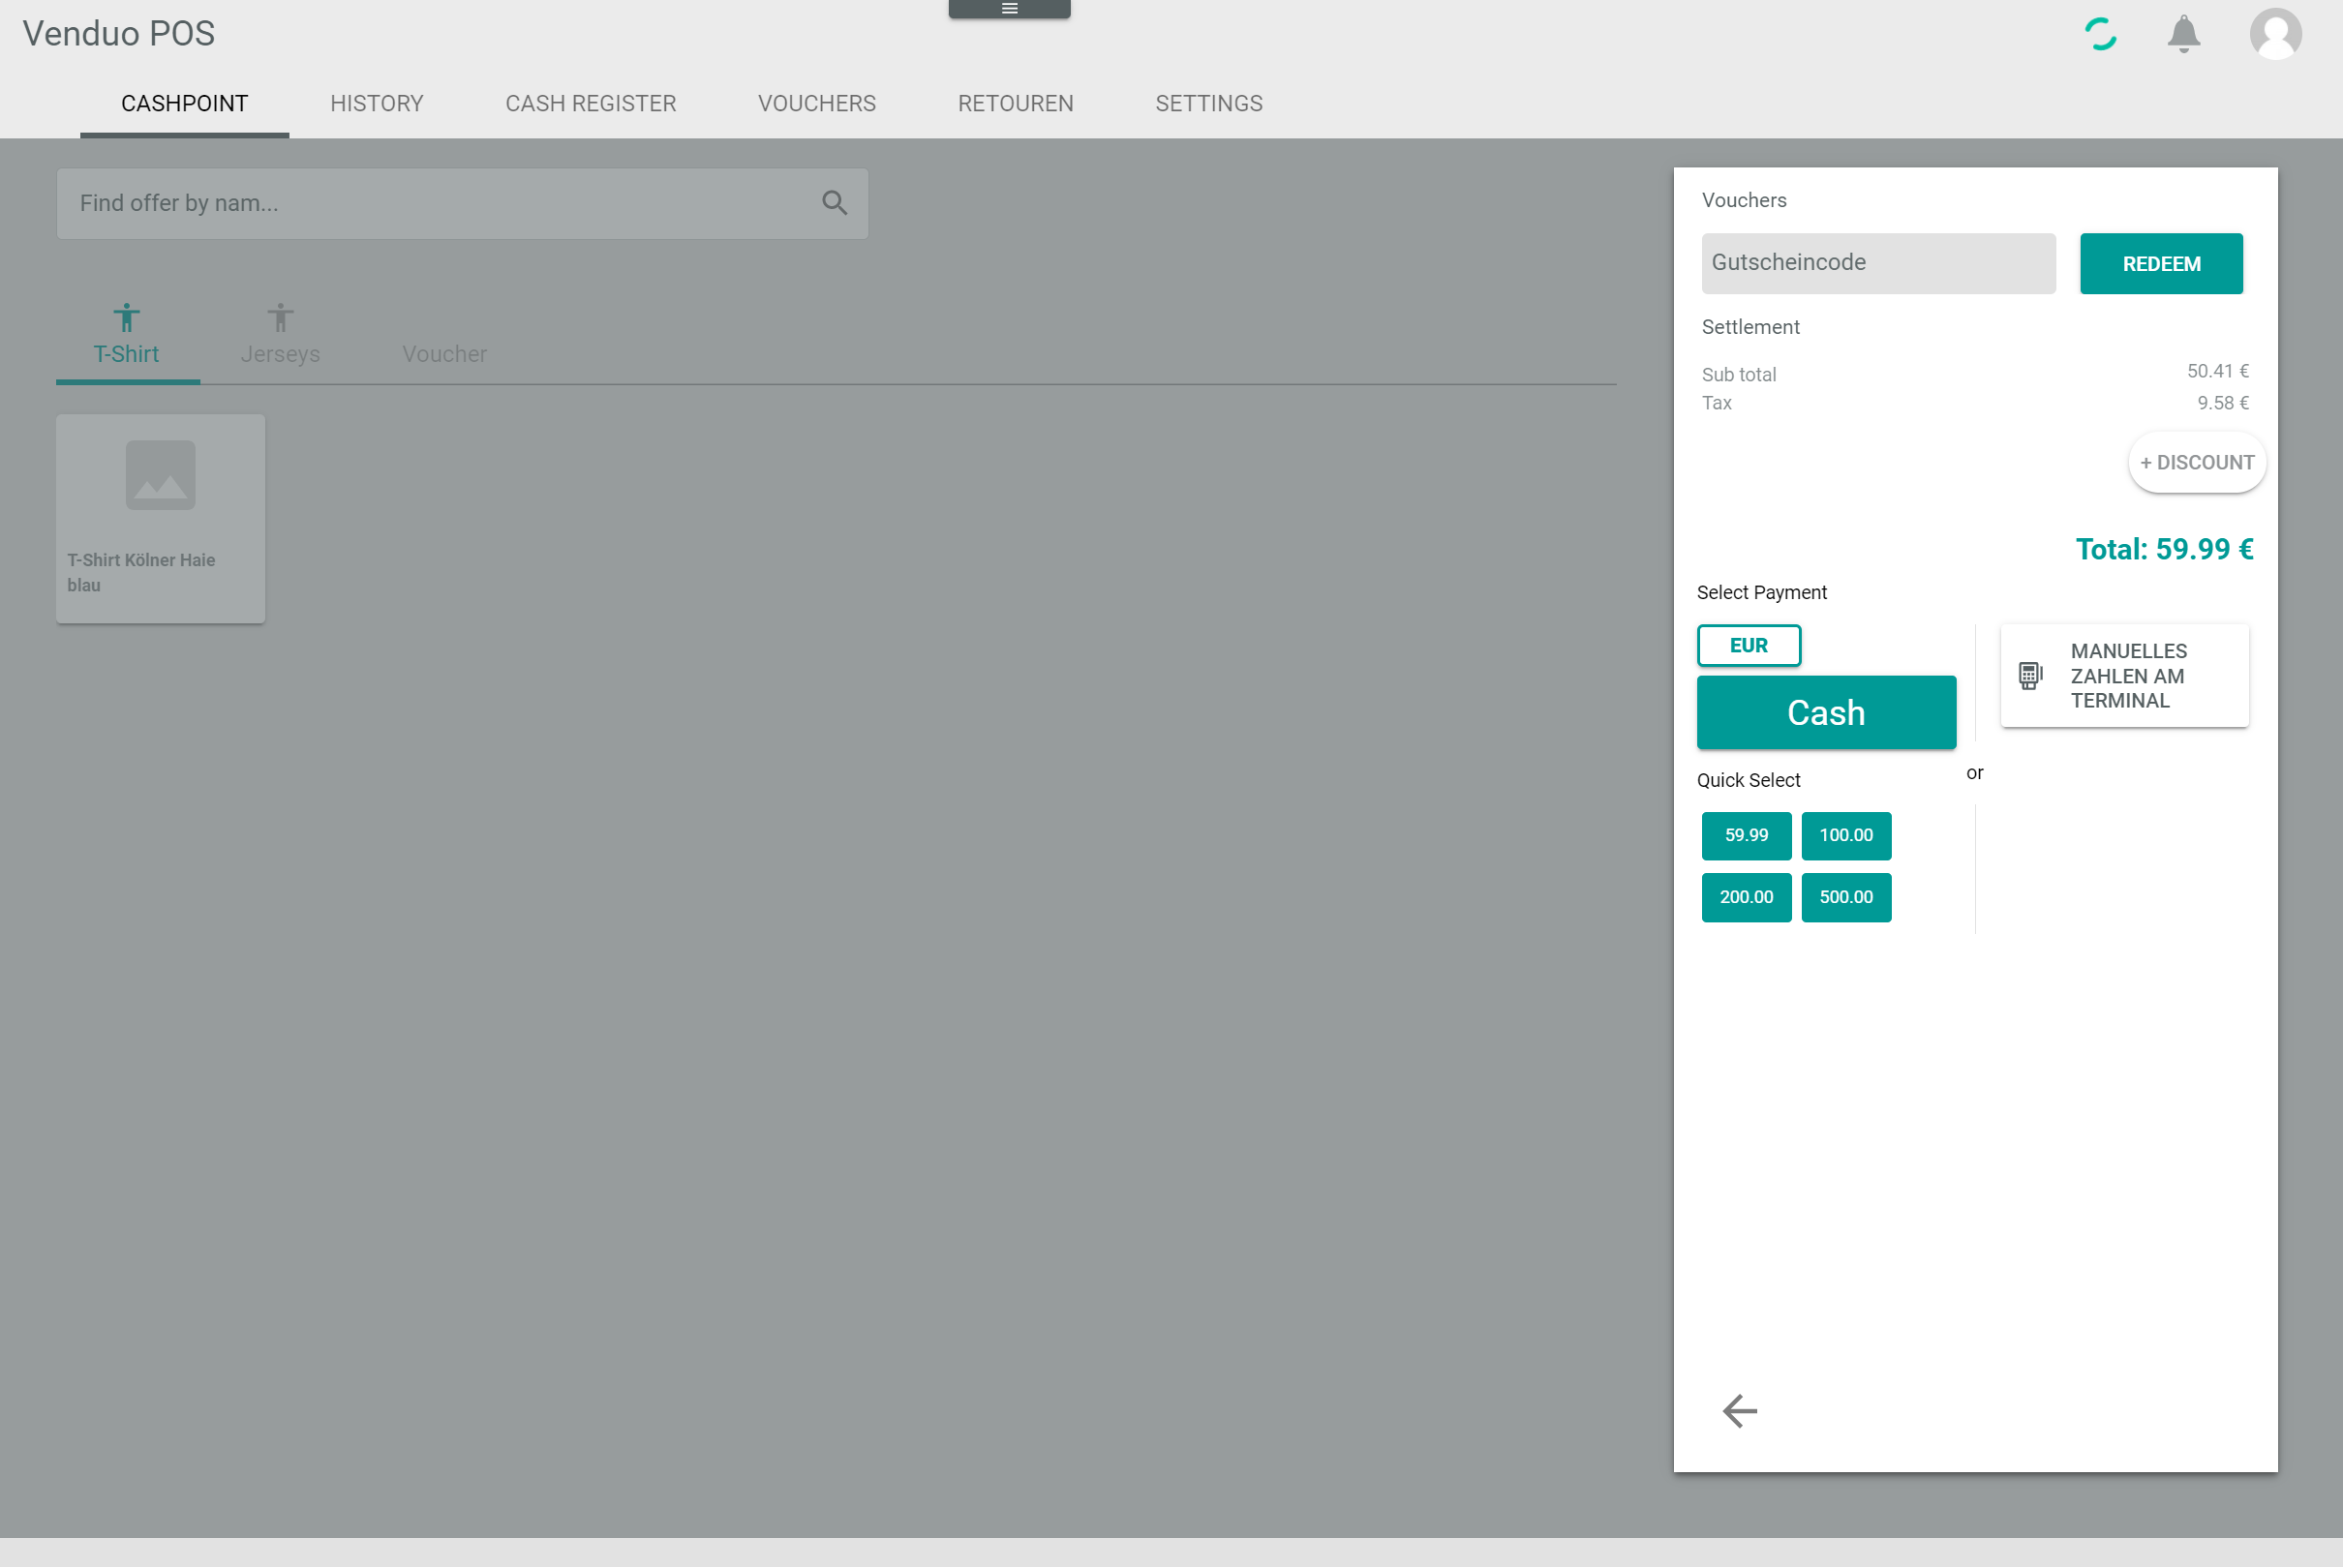 Venduo POS
CASHPOINT HISTORY CASH REGISTER VOUCHERS RETOUREN SETTINGS
Find offer by nam...
T-Shirt Jerseys Voucher
T-Shirt Kölner Haie
blau
Vouchers
Gutscheincode REDEEM
Settlement
Sub total 50.41 €
Tax 9.58 €
+ DISCOUNT
Total: 59.99 €
Select Payment
EUR
Cash
MANUELLES
ZAHLEN AM
TERMINAL
or
Quick Select
59.99 100.00
200.00 500.00